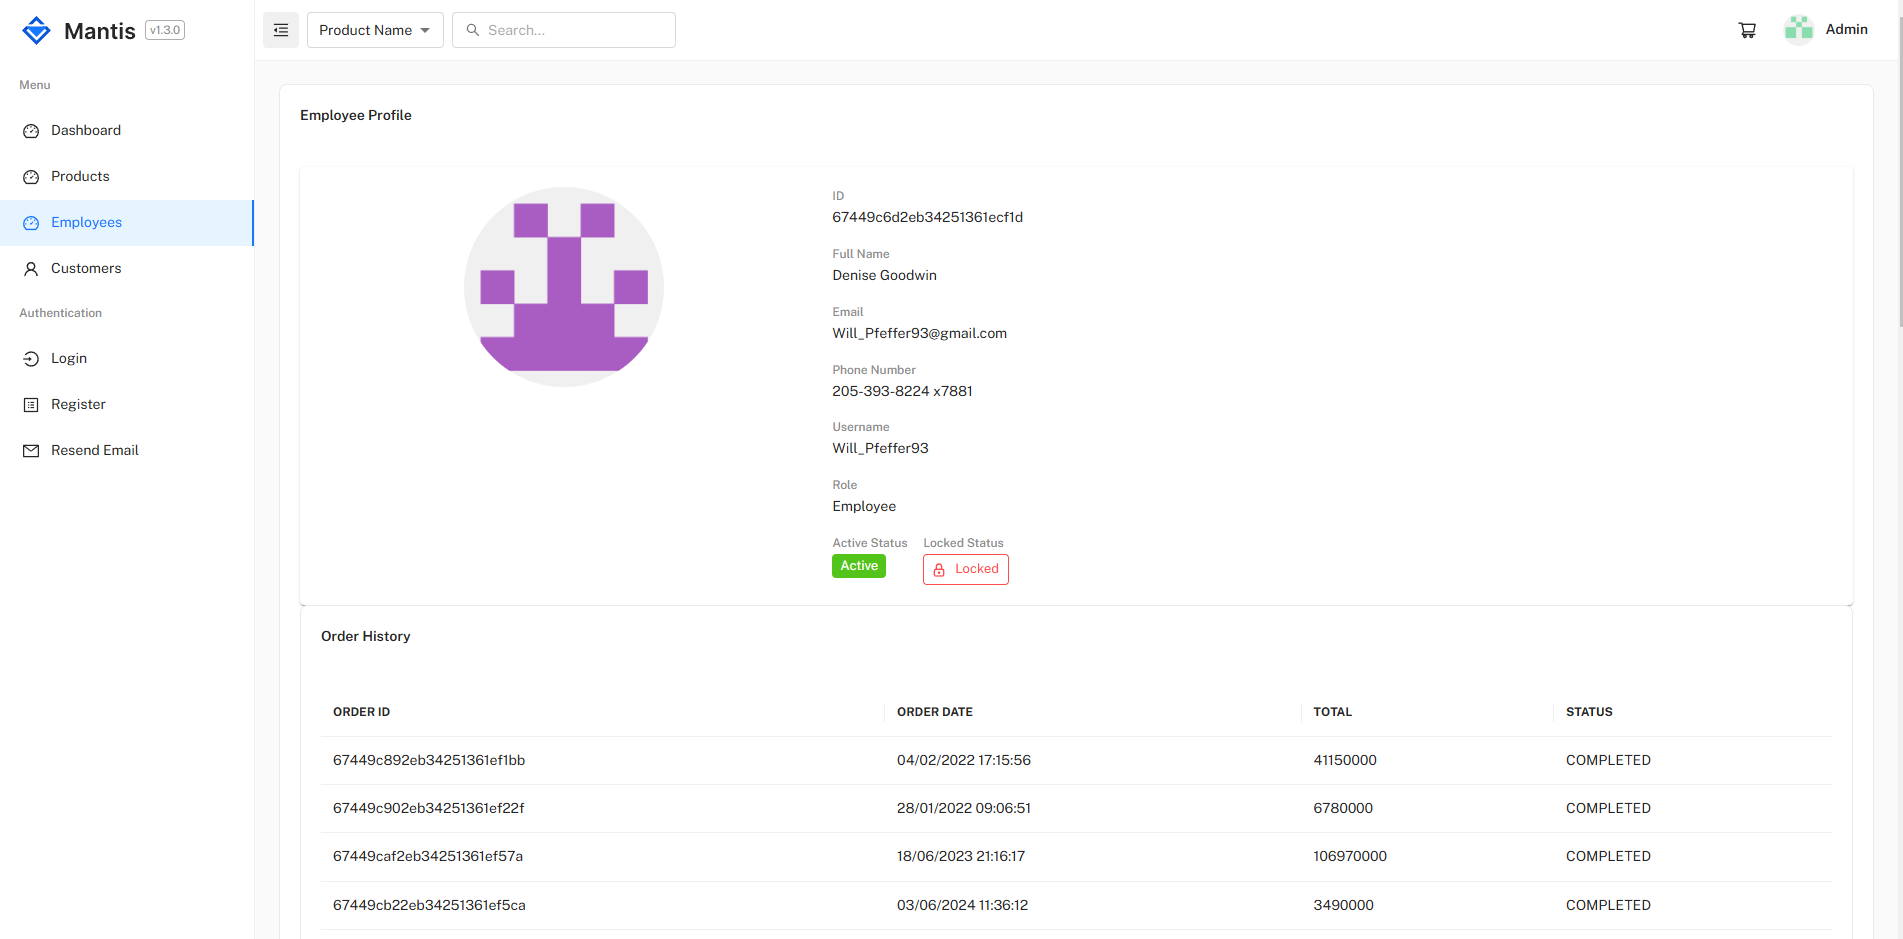 Mantis v1.3.0
Product Name
Search...
Admin
Menu
Dashboard
Products
Employees
Customers
Authentication
Login
Register
Resend Email
Employee Profile
ID
67449c6d2eb34251361ecf1d
Full Name
Denise Goodwin
Email
Will_Pfeffer93@gmail.com
Phone Number
205-393-8224 x7881
Username
Will_Pfeffer93
Role
Employee
Active Status Locked Status
Active Locked
Order History
ORDER ID ORDER DATE TOTAL STATUS
67449c892eb34251361ef1bb 04/02/2022 17:15:56 41150000 COMPLETED
67449c902eb34251361ef22f 28/01/2022 09:06:51 6780000 COMPLETED
67449caf2eb34251361ef57a 18/06/2023 21:16:17 106970000 COMPLETED
67449cb22eb34251361ef5ca 03/06/2024 11:36:12 3490000 COMPLETED